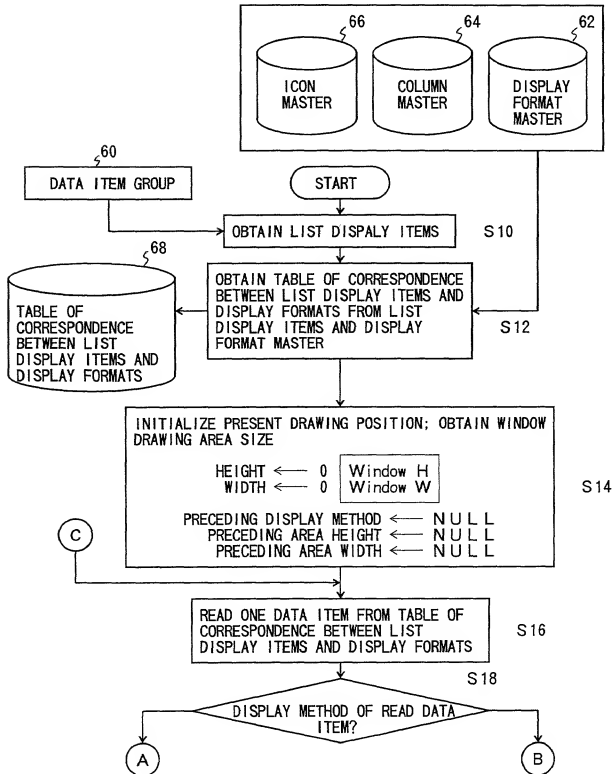 66
64
62
ICON
MASTER
COLUMN
MASTER
DISPLAY
FORMAT
MASTER
60
DATA ITEM GROUP
START
OBTAIN LIST DISPALY ITEMS
S10
68
TABLE OF
CORRESPONDENCE
BETWEEN LIST
DISPLAY ITEMS AND
DISPLAY FORMATS
OBTAIN TABLE OF CORRESPONDENCE
BETWEEN LIST DISPLAY ITEMS AND
DISPLAY FORMATS FROM LIST
DISPLAY ITEMS AND DISPLAY
FORMAT MASTER
S12
INITIALIZE PRESENT DRAWING POSITION; OBTAIN WINDOW
DRAWING AREA SIZE
HEIGHT ← 0 Window H
WIDTH ← 0 Window W
PRECEDING DISPLAY METHOD ← NULL
PRECEDING AREA HEIGHT ← NULL
PRECEDING AREA WIDTH ← NULL
S14
C
READ ONE DATA ITEM FROM TABLE OF
CORRESPONDENCE BETWEEN LIST
DISPLAY ITEMS AND DISPLAY FORMATS
S16
S18
DISPLAY METHOD OF READ DATA
ITEM?
A
B